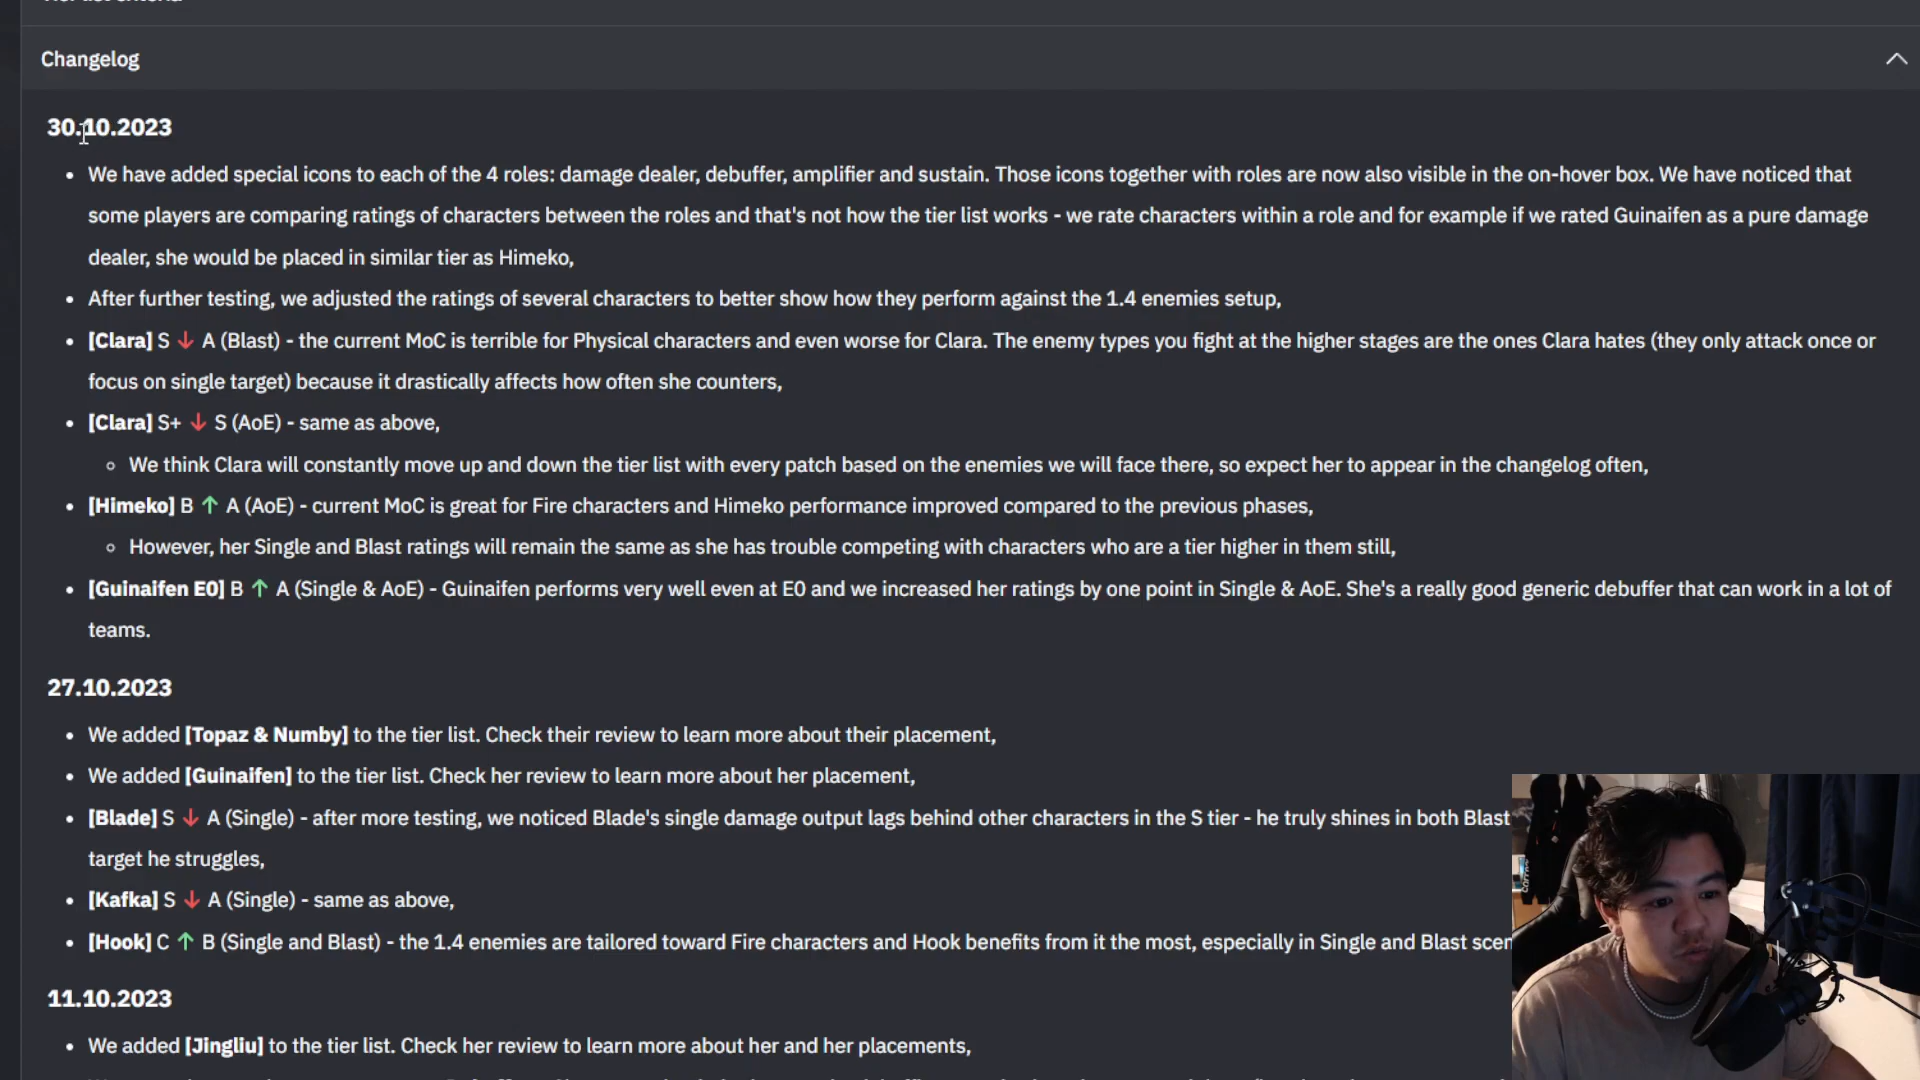 Changelog
30.10.2023
• We have added special icons to each of the 4 roles: damage dealer, debuffer, amplifier and sustain. Those icons together with roles are now also visible in the on-hover box. We have noticed that
some players are comparing ratings of characters between the roles and that's not how the tier list works - we rate characters within a role and for example if we rated Guinaifen as a pure damage
dealer, she would be placed in similar tier as Himeko,
• After further testing, we adjusted the ratings of several characters to better show how they perform against the 1.4 enemies setup,
• [Clara] S ↓ A (Blast) - the current MoC is terrible for Physical characters and even worse for Clara. The enemy types you fight at the higher stages are the ones Clara hates (they only attack once or
focus on single target) because it drastically affects how often she counters,
• [Clara] S+ ↓ S (AoE) - same as above,
◦ We think Clara will constantly move up and down the tier list with every patch based on the enemies we will face there, so expect her to appear in the changelog often,
• [Himeko] B ↑ A (AoE) - current MoC is great for Fire characters and Himeko performance improved compared to the previous phases,
◦ However, her Single and Blast ratings will remain the same as she has trouble competing with characters who are a tier higher in them still,
• [Guinaifen E0] B ↑ A (Single & AoE) - Guinaifen performs very well even at E0 and we increased her ratings by one point in Single & AoE. She's a really good generic debuffer that can work in a lot of
teams.
27.10.2023
• We added [Topaz & Numby] to the tier list. Check their review to learn more about their placement,
• We added [Guinaifen] to the tier list. Check her review to learn more about her placement,
• [Blade] S ↓ A (Single) - after more testing, we noticed Blade's single damage output lags behind other characters in the S tier - he truly shines in both Blast
target he struggles,
• [Kafka] S ↓ A (Single) - same as above,
• [Hook] C ↑ B (Single and Blast) - the 1.4 enemies are tailored toward Fire characters and Hook benefits from it the most, especially in Single and Blast scen
11.10.2023
• We added [Jingliu] to the tier list. Check her review to learn more about her and her placements,